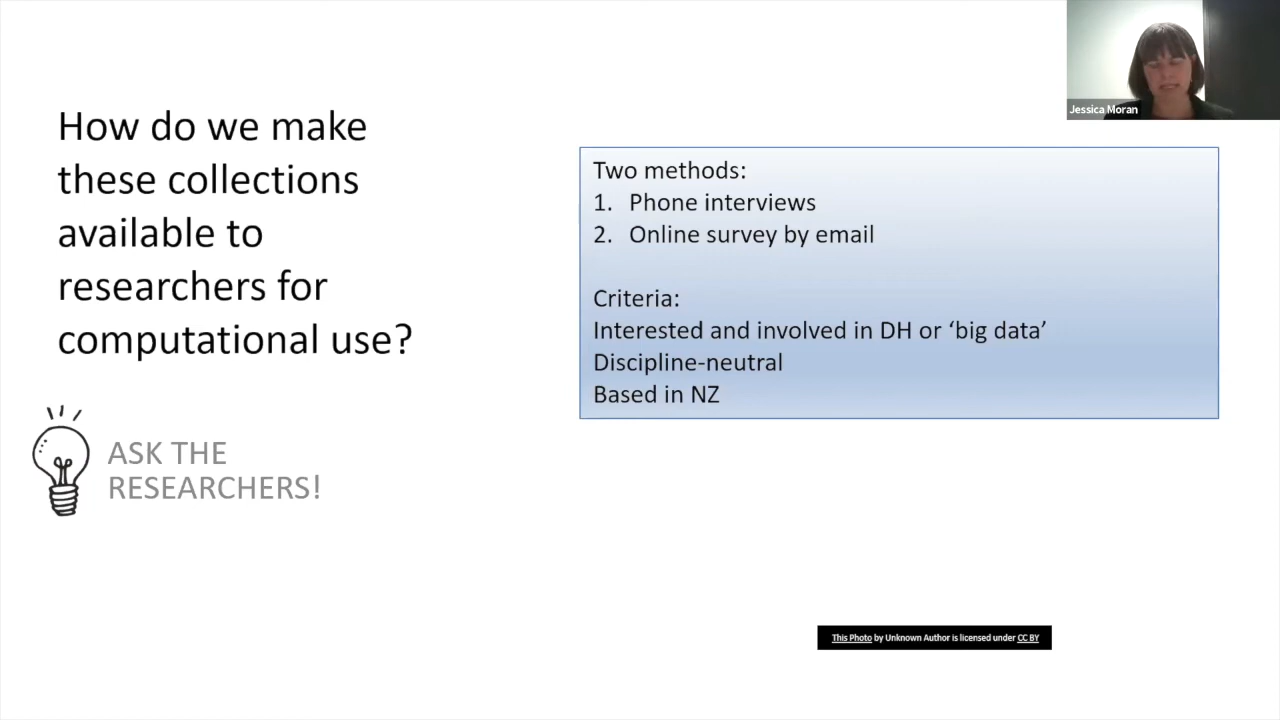 How do we make
these collections
available to
researchers for
computational use?
ASK THE
RESEARCHERS!
Jessica Moran
Two methods:
1. Phone interviews
2. Online survey by email
Criteria:
Interested and involved in DH or ‘big data’
Discipline-neutral
Based in NZ
This Photo by Unknown Author is licensed under CC BY